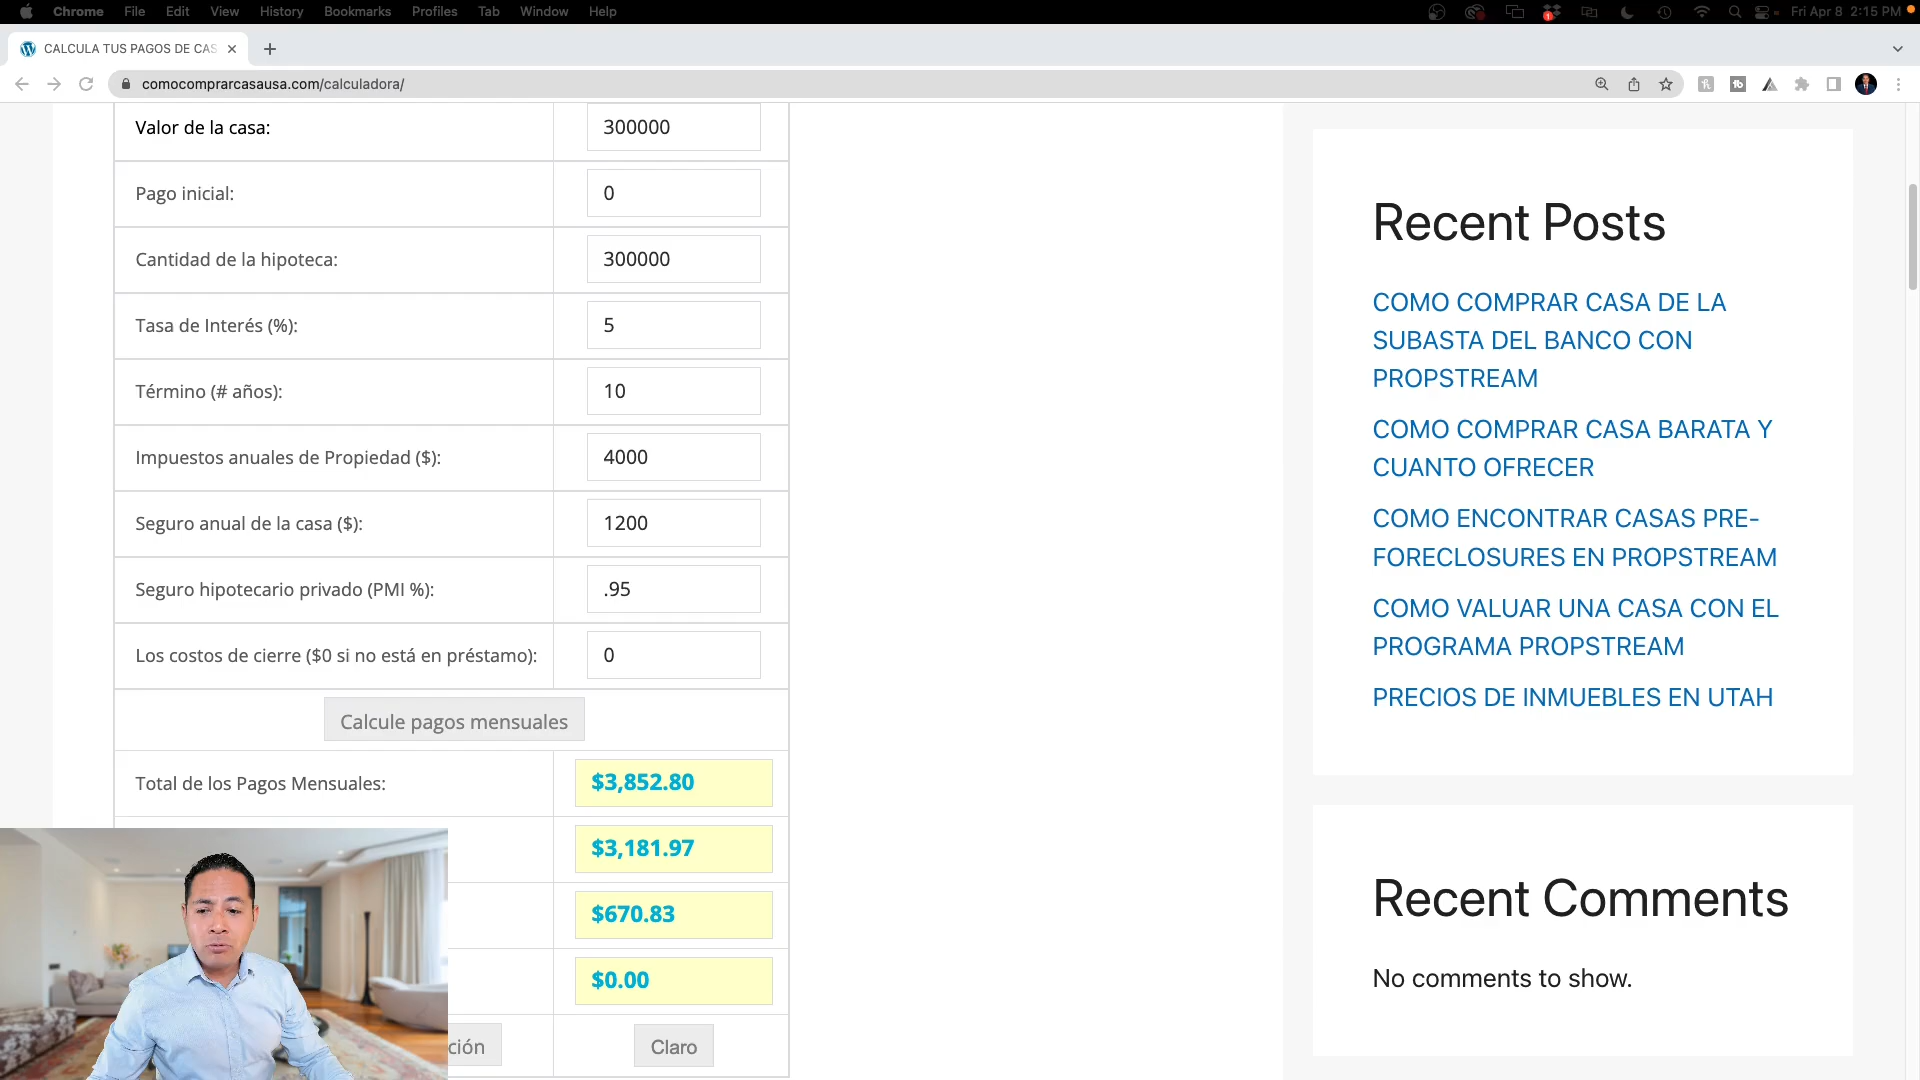 Chrome File Edit View History Bookmarks Profiles Tab Window Help
1
Fri Apr 8 2:15 PM
CALCULA TUS PAGOS DE CAS
comocomprarcasausa.com/calculadora/
Valor de la casa: 300000
Pago inicial: 0
Cantidad de la hipoteca: 300000
Tasa de Interés (%): 5
Término (# años): 10
Impuestos anuales de Propiedad ($): 4000
Seguro anual de la casa ($): 1200
Seguro hipotecario privado (PMI %): .95
Los costos de cierre ($0 si no está en préstamo): 0
Calcule pagos mensuales
Total de los Pagos Mensuales: $3,852.80
$3,181.97
$670.83
$0.00
ción Claro
Recent Posts
COMO COMPRAR CASA DE LA
SUBASTA DEL BANCO CON
PROPSTREAM
COMO COMPRAR CASA BARATA Y
CUANTO OFRECER
COMO ENCONTRAR CASAS PRE-
FORECLOSURES EN PROPSTREAM
COMO VALUAR UNA CASA CON EL
PROGRAMA PROPSTREAM
PRECIOS DE INMUEBLES EN UTAH
Recent Comments
No comments to show.